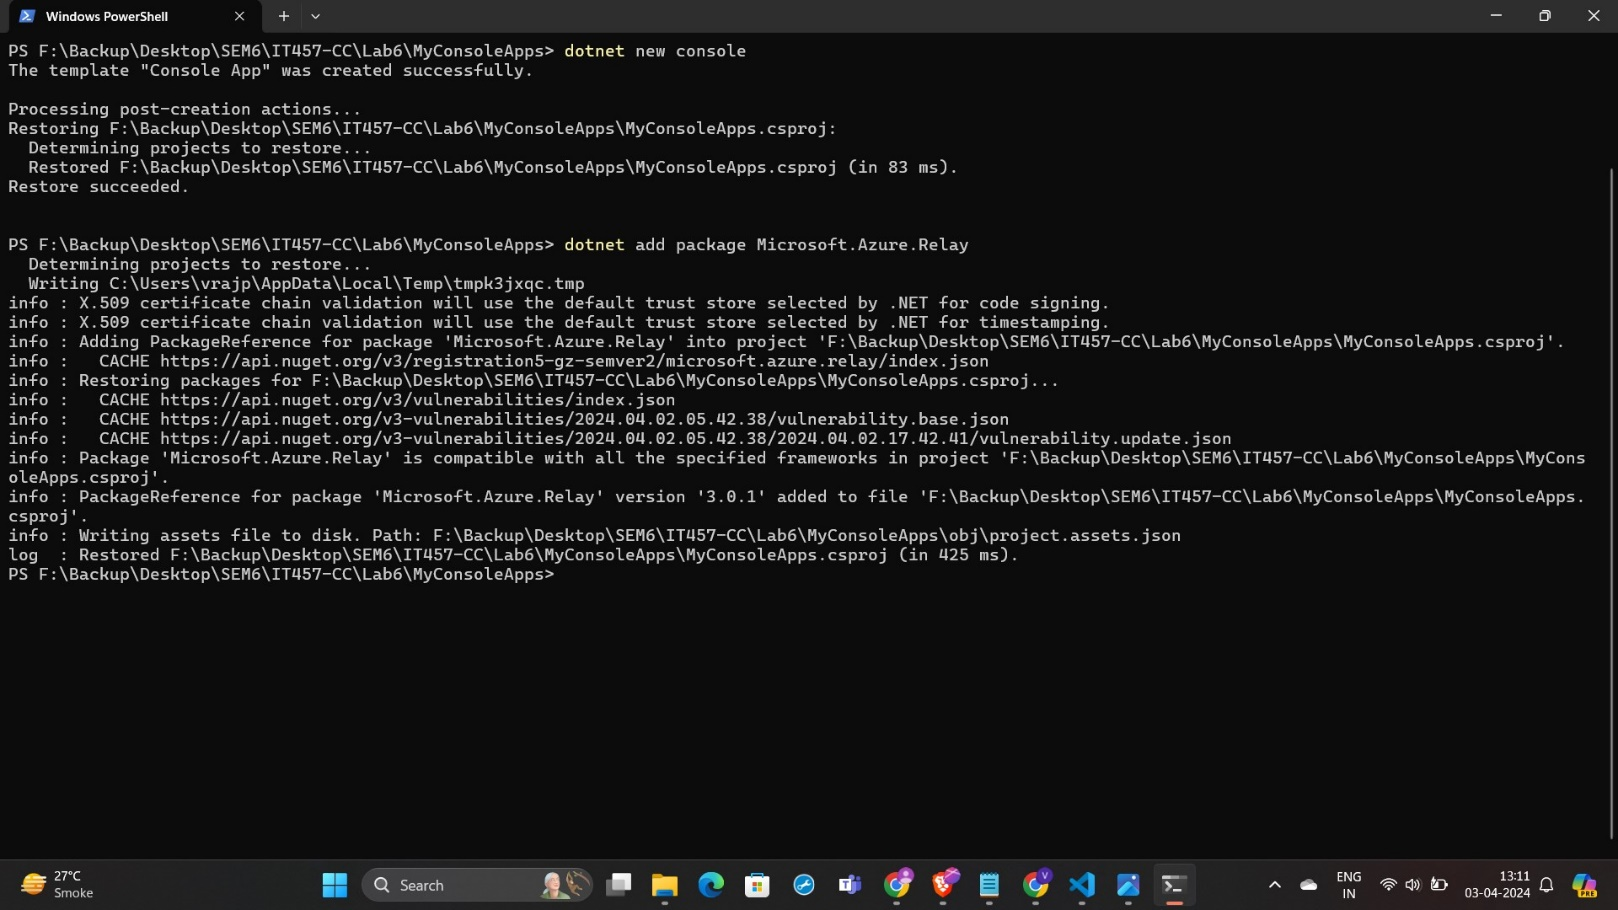 Windows PowerShell
PS F:\Backup\Desktop\SEM6\IT457-CC\Lab6\MyConsoleApps> dotnet new console
The template "Console App" was created successfully.
Processing post-creation actions...
Restoring F:\Backup\Desktop\SEM6\IT457-CC\Lab6\MyConsoleApps\MyConsoleApps.csproj:
Determining projects to restore...
Restored F:\Backup\Desktop\SEM6\IT457-CC\Lab6\MyConsoleApps\MyConsoleApps.csproj (in 83 ms).
Restore succeeded.
PS F:\Backup\Desktop\SEM6\IT457-CC\Lab6\MyConsoleApps> dotnet add package Microsoft.Azure.Relay
Determining projects to restore...
Writing C:\Users\vrajp\AppData\Local\Temp\tmpk3jxqc.tmp
info : X.509 certificate chain validation will use the default trust store selected by .NET for code signing.
info : X.509 certificate chain validation will use the default trust store selected by .NET for timestamping.
info : Adding PackageReference for package 'Microsoft.Azure.Relay' into project 'F:\Backup\Desktop\SEM6\IT457-CC\Lab6\MyConsoleApps\MyConsoleApps.csproj'.
info :   CACHE https://api.nuget.org/v3/registration5-gz-semver2/microsoft.azure.relay/index.json
info : Restoring packages for F:\Backup\Desktop\SEM6\IT457-CC\Lab6\MyConsoleApps\MyConsoleApps.csproj...
info :   CACHE https://api.nuget.org/v3/vulnerabilities/index.json
info :   CACHE https://api.nuget.org/v3-vulnerabilities/2024.04.02.05.42.38/vulnerability.base.json
info :   CACHE https://api.nuget.org/v3-vulnerabilities/2024.04.02.05.42.38/2024.04.02.17.42.41/vulnerability.update.json
info : Package 'Microsoft.Azure.Relay' is compatible with all the specified frameworks in project 'F:\Backup\Desktop\SEM6\IT457-CC\Lab6\MyConsoleApps\MyCons
oleApps.csproj'.
info : PackageReference for package 'Microsoft.Azure.Relay' version '3.0.1' added to file 'F:\Backup\Desktop\SEM6\IT457-CC\Lab6\MyConsoleApps\MyConsoleApps.
csproj'.
info : Writing assets file to disk. Path: F:\Backup\Desktop\SEM6\IT457-CC\Lab6\MyConsoleApps\obj\project.assets.json
log  : Restored F:\Backup\Desktop\SEM6\IT457-CC\Lab6\MyConsoleApps\MyConsoleApps.csproj (in 425 ms).
PS F:\Backup\Desktop\SEM6\IT457-CC\Lab6\MyConsoleApps>
27°C
Smoke
Search
ENG
IN
13:11
03-04-2024
PRE